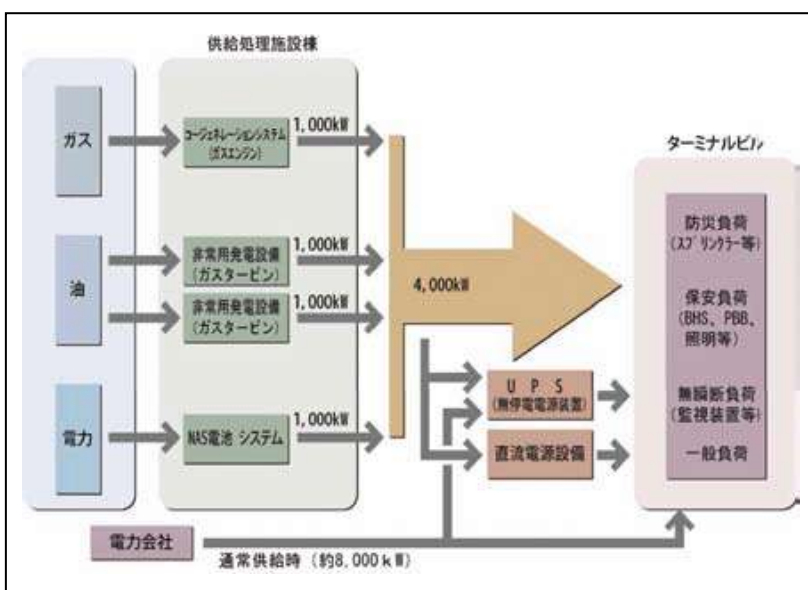 供給処理施設棟
ガス
コージェネレーションシステム
(ガスエンジン)
1,000kW
油
非常用発電設備
(ガスタービン)
1,000kW
非常用発電設備
(ガスタービン)
1,000kW
電力
NAS電池 システム
1,000kW
4,000kW
UPS
(無停電電源装置)
直流電源設備
ターミナルビル
防災負荷
(スプリンクラー等)
保安負荷
(BHS、PBB、
照明等)
無瞬断負荷
(監視装置等)
一般負荷
電力会社
通常供給時 (約8,000kW)